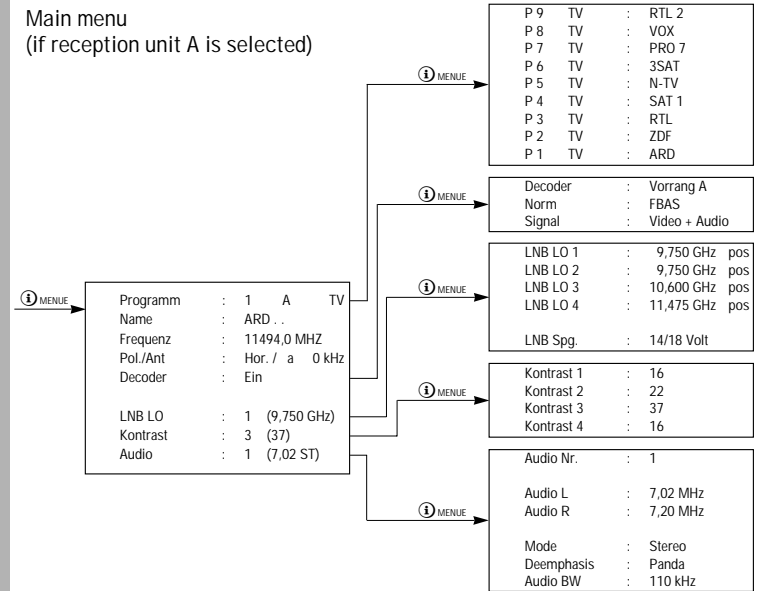 Main menu
(if reception unit A is selected)
i MENUE
Programm : 1 A TV
Name : ARD . .
Frequenz : 11494,0 MHZ
Pol./Ant : Hor. / a 0 kHz
Decoder : Ein
LNB LO : 1 (9,750 GHz)
Kontrast : 3 (37)
Audio : 1 (7,02 ST)
i MENUE
P 9 TV : RTL 2
P 8 TV : VOX
P 7 TV : PRO 7
P 6 TV : 3SAT
P 5 TV : N-TV
P 4 TV : SAT 1
P 3 TV : RTL
P 2 TV : ZDF
P 1 TV : ARD
i MENUE
Decoder : Vorrang A
Norm : FBAS
Signal : Video + Audio
i MENUE
LNB LO 1 : 9,750 GHz pos
LNB LO 2 : 9,750 GHz pos
LNB LO 3 : 10,600 GHz pos
LNB LO 4 : 11,475 GHz pos
LNB Spg. : 14/18 Volt
i MENUE
Kontrast 1 : 16
Kontrast 2 : 22
Kontrast 3 : 37
Kontrast 4 : 16
i MENUE
Audio Nr. : 1
Audio L : 7,02 MHz
Audio R : 7,20 MHz
Mode : Stereo
Deemphasis : Panda
Audio BW : 110 kHz